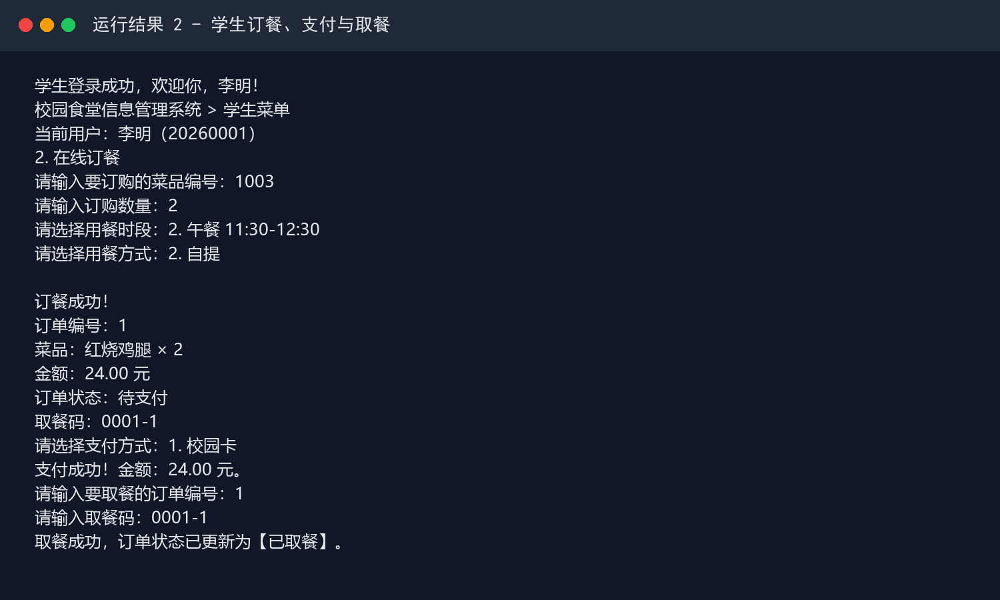 运行结果 2 - 学生订餐、支付与取餐
学生登录成功，欢迎你，李明！
校园食堂信息管理系统 > 学生菜单
当前用户：李明（20260001）
2. 在线订餐
请输入要订购的菜品编号：1003
请输入订购数量：2
请选择用餐时段：2. 午餐 11:30-12:30
请选择用餐方式：2. 自提
订餐成功！
订单编号：1
菜品：红烧鸡腿 × 2
金额：24.00 元
订单状态：待支付
取餐码：0001-1
请选择支付方式：1. 校园卡
支付成功！金额：24.00 元。
请输入要取餐的订单编号：1
请输入取餐码：0001-1
取餐成功，订单状态已更新为【已取餐】。